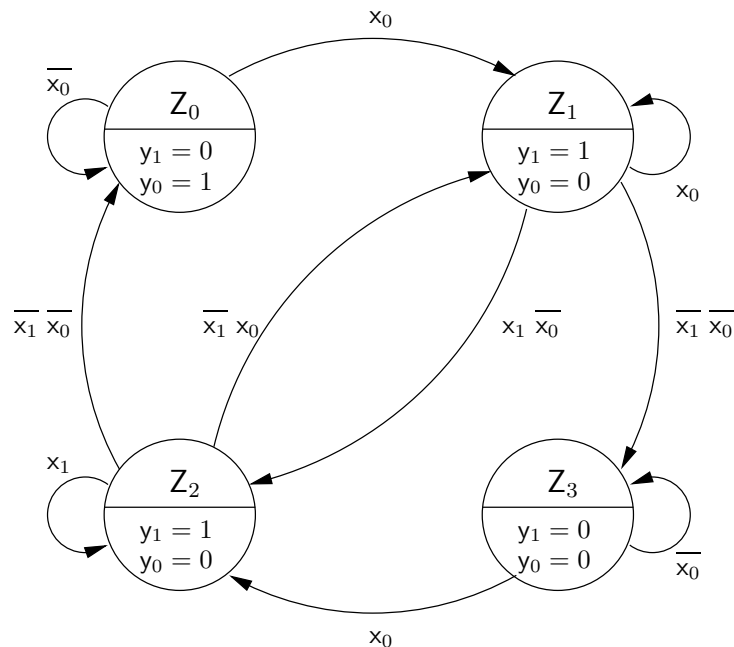 x₀
x̅₀
Z₀
y₁ = 0
y₀ = 1
Z₁
y₁ = 1
y₀ = 0
x₀
x̅₁ x̅₀
x̅₁ x₀
x₁ x̅₀
x̅₁ x̅₀
x₁
Z₂
y₁ = 1
y₀ = 0
Z₃
y₁ = 0
y₀ = 0
x̅₀
x₀